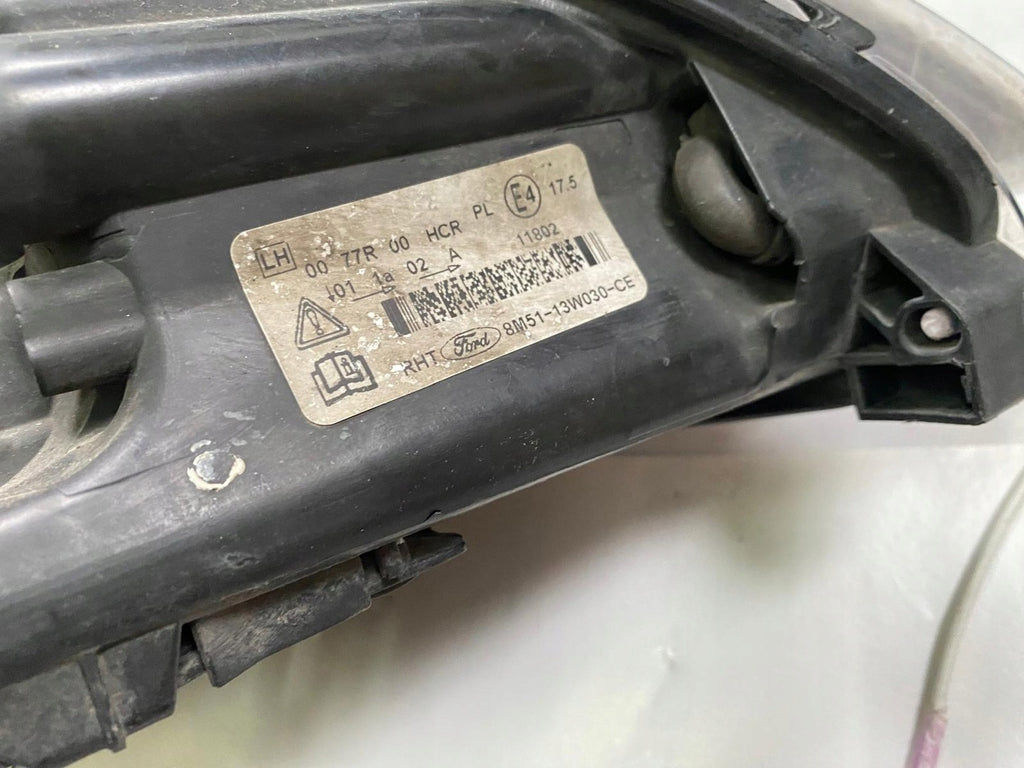 LH 00 77R 00 HCR PL E4 17.5
01 1a 02 A 11802
RHT Ford 8M51-13W030-CE